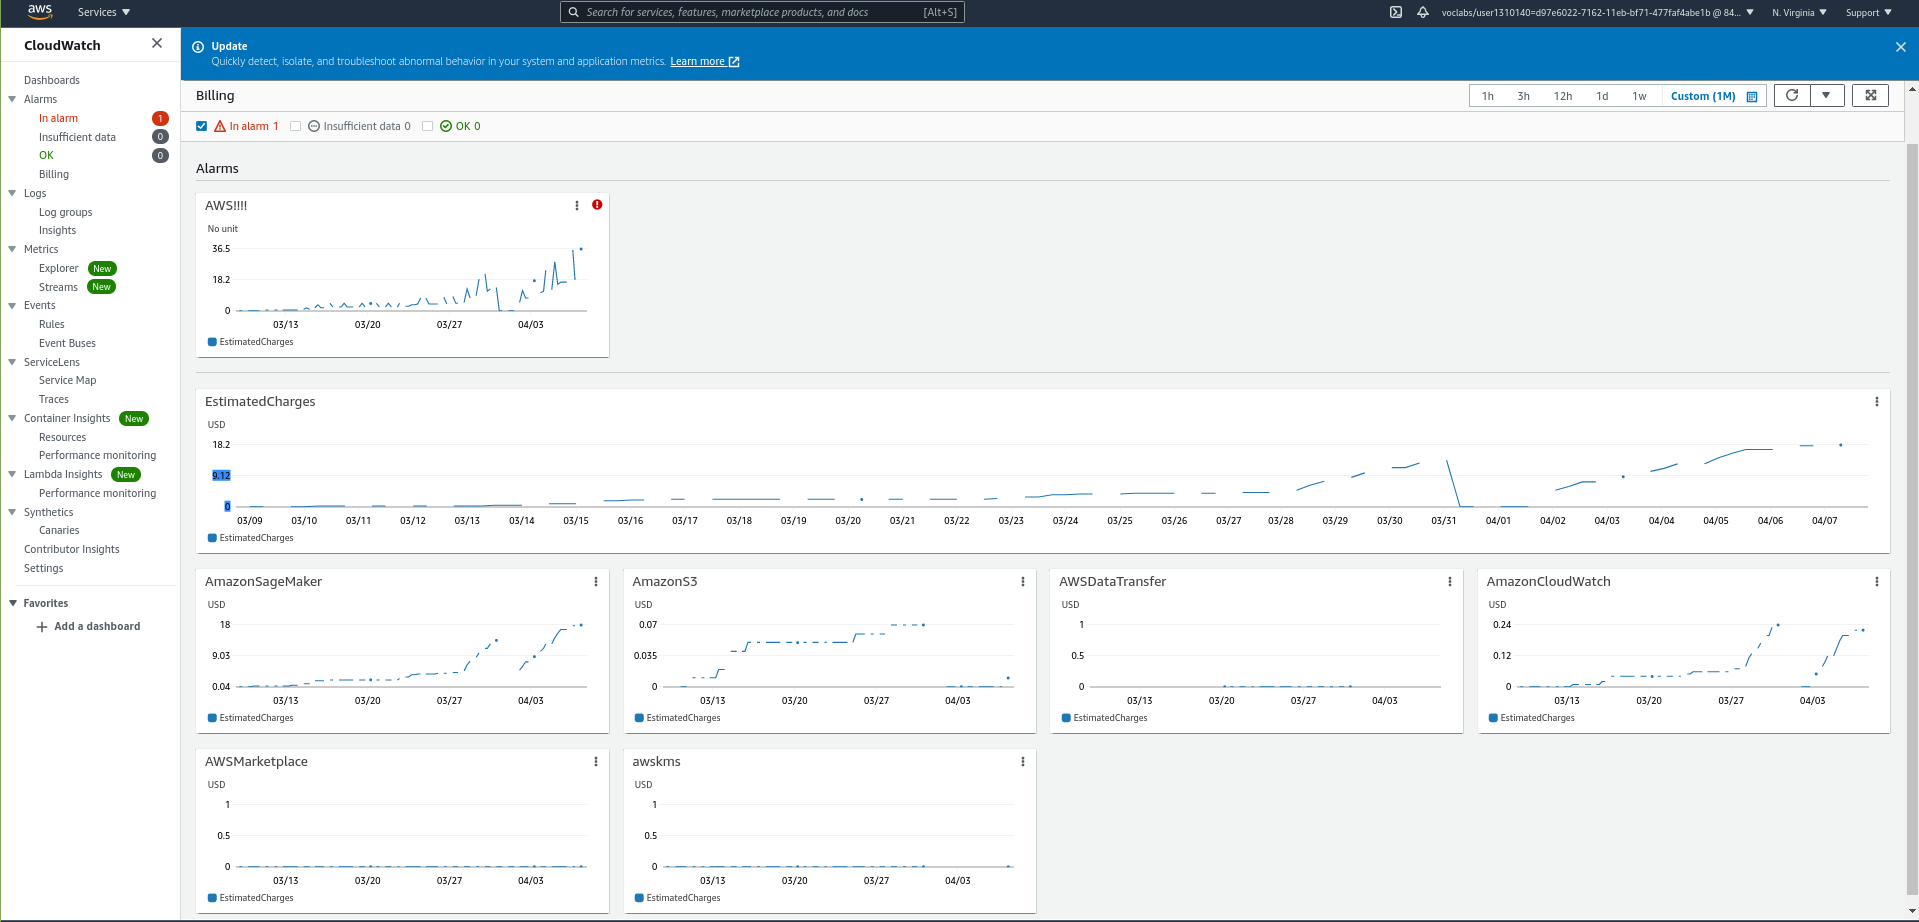 aws Services Search for services, features, marketplace products, and docs [Alt+S] voclabs/user1310140=d97e6022-7162-11eb-bf71-477faf4abe1b @ 84... N. Virginia Support
CloudWatch
Dashboards
Alarms
In alarm 1
Insufficient data 0
OK 0
Billing
Logs
Log groups
Insights
Metrics
Explorer New
Streams New
Events
Rules
Event Buses
ServiceLens
Service Map
Traces
Container Insights New
Resources
Performance monitoring
Lambda Insights New
Performance monitoring
Synthetics
Canaries
Contributor Insights
Settings
Favorites
Add a dashboard
Update
Quickly detect, isolate, and troubleshoot abnormal behavior in your system and application metrics. Learn more
Billing 1h 3h 12h 1d 1w Custom (1M)
In alarm 1 Insufficient data 0 OK 0
Alarms
AWS!!!!
No unit
36.5
18.2
0
03/13 03/20 03/27 04/03
EstimatedCharges
EstimatedCharges
USD
18.2
9.12
0
03/09 03/10 03/11 03/12 03/13 03/14 03/15 03/16 03/17 03/18 03/19 03/20 03/21 03/22 03/23 03/24 03/25 03/26 03/27 03/28 03/29 03/30 03/31 04/01 04/02 04/03 04/04 04/05 04/06 04/07
EstimatedCharges
AmazonSageMaker
USD
18
9.03
0.04
03/13 03/20 03/27 04/03
EstimatedCharges
AmazonS3
USD
0.07
0.035
0
03/13 03/20 03/27 04/03
EstimatedCharges
AWSDataTransfer
USD
1
0.5
0
03/13 03/20 03/27 04/03
EstimatedCharges
AmazonCloudWatch
USD
0.24
0.12
0
03/13 03/20 03/27 04/03
EstimatedCharges
AWSMarketplace
USD
1
0.5
0
03/13 03/20 03/27 04/03
EstimatedCharges
awskms
USD
1
0.5
0
03/13 03/20 03/27 04/03
EstimatedCharges